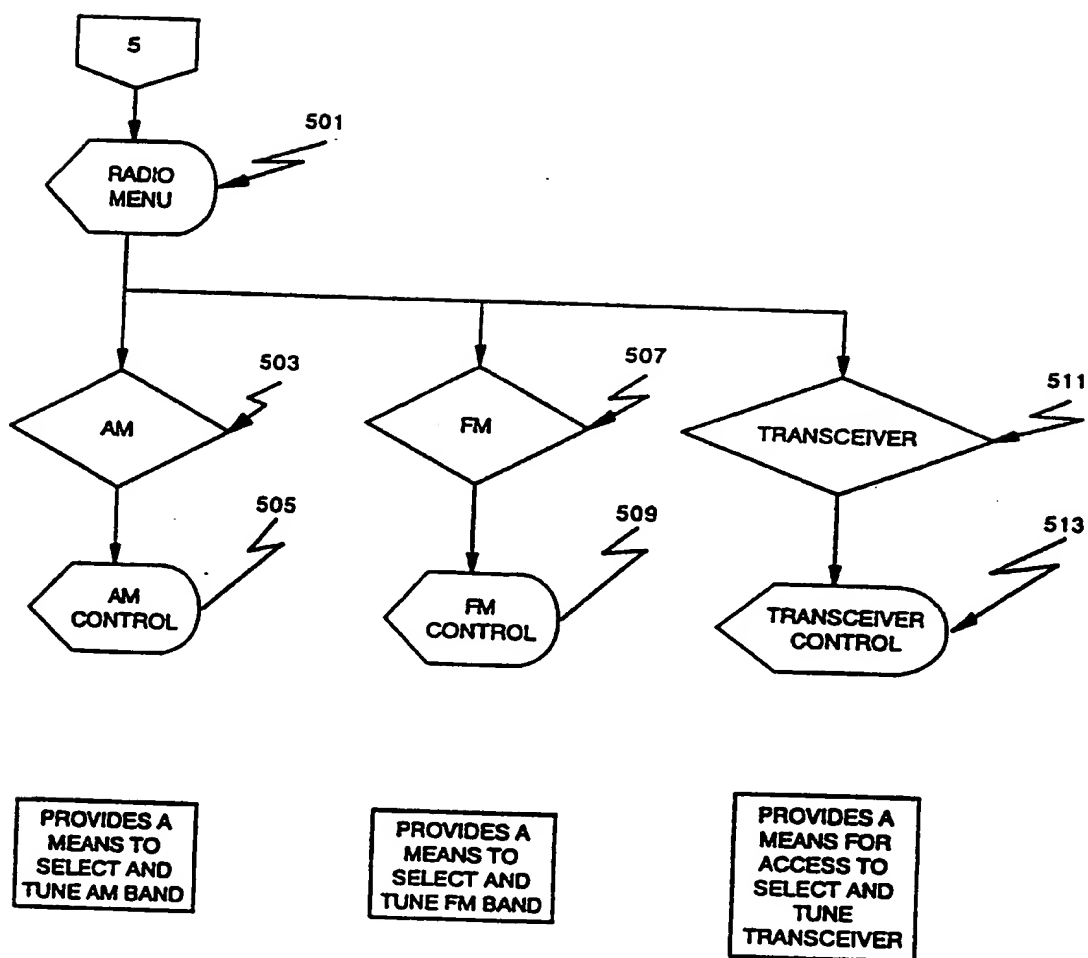 5
501
RADIO
MENU
503
507
511
AM
FM
TRANSCEIVER
505
509
513
AM
CONTROL
FM
CONTROL
TRANSCEIVER
CONTROL
PROVIDES A
MEANS TO
SELECT AND
TUNE AM BAND
PROVIDES A
MEANS TO
SELECT AND
TUNE FM BAND
PROVIDES A
MEANS FOR
ACCESS TO
SELECT AND
TUNE
TRANSCEIVER